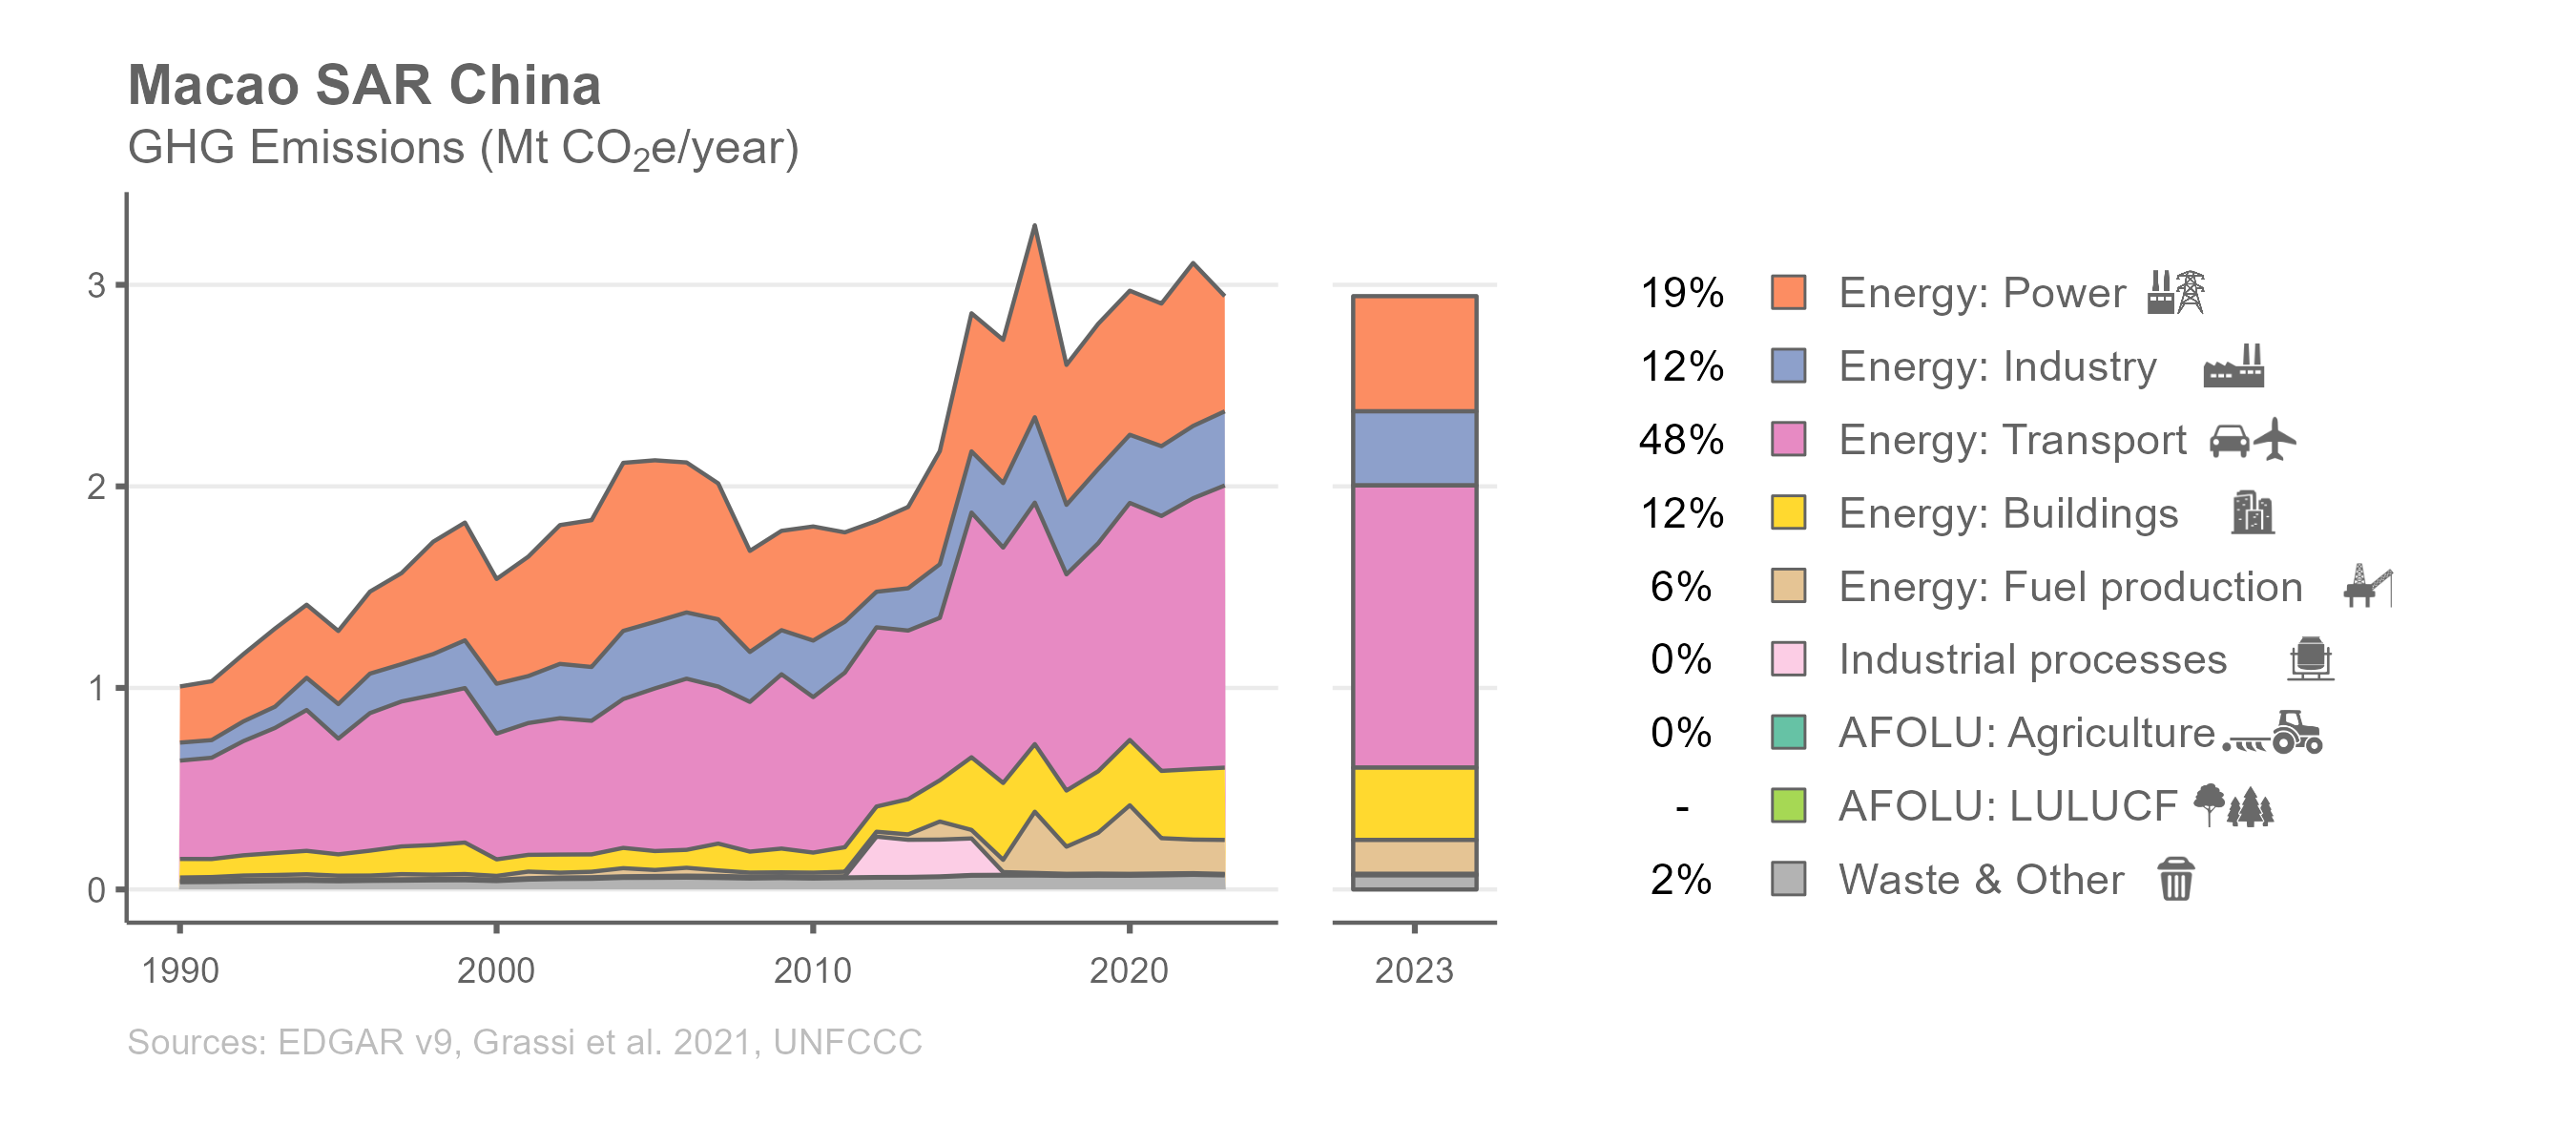 Macao SAR China
GHG Emissions (Mt CO₂e/year)
3
2
1
0
1990 2000 2010 2020 2023
19% Energy: Power
12% Energy: Industry
48% Energy: Transport
12% Energy: Buildings
6% Energy: Fuel production
0% Industrial processes
0% AFOLU: Agriculture
- AFOLU: LULUCF
2% Waste & Other
Sources: EDGAR v9, Grassi et al. 2021, UNFCCC